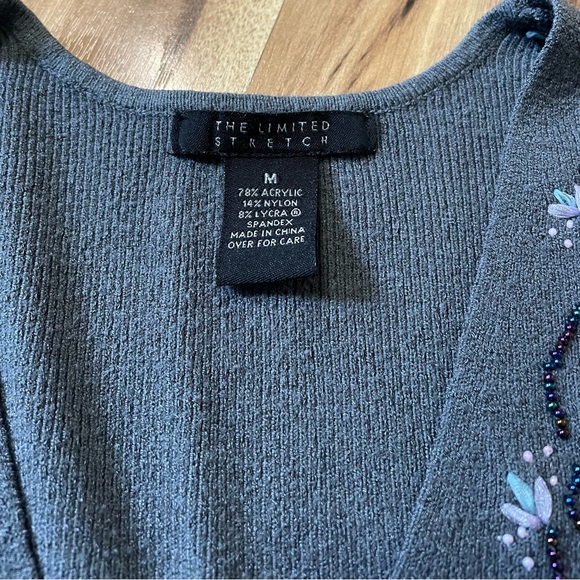 THE LIMITED
STRETCH
M
78% ACRYLIC
14% NYLON
8% LYCRA ®
SPANDEX
MADE IN CHINA
OVER FOR CARE